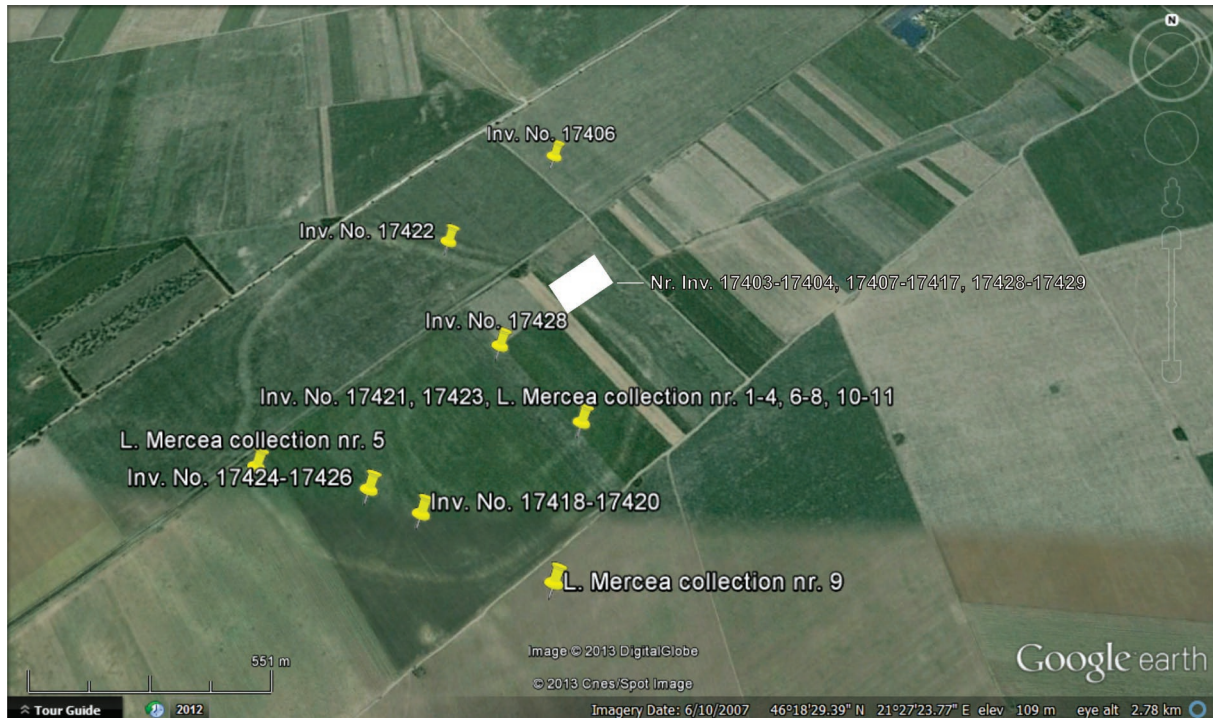 N
Inv. No. 17406
Inv. No. 17422
Nr. Inv. 17403-17404, 17407-17417, 17428-17429
Inv. No. 17428
Inv. No. 17421, 17423, L. Mercea collection nr. 1-4, 6-8, 10-11
L. Mercea collection nr. 5
Inv. No. 17424-17426
Inv. No. 17418-17420
L. Mercea collection nr. 9
Image © 2013 DigitalGlobe
551 m
Google earth
© 2013 Cnes/Spot Image
Tour Guide 2012 Imagery Date: 6/10/2007 46°18'29.39" N 21°27'23.77" E elev 109 m eye alt 2.78 km